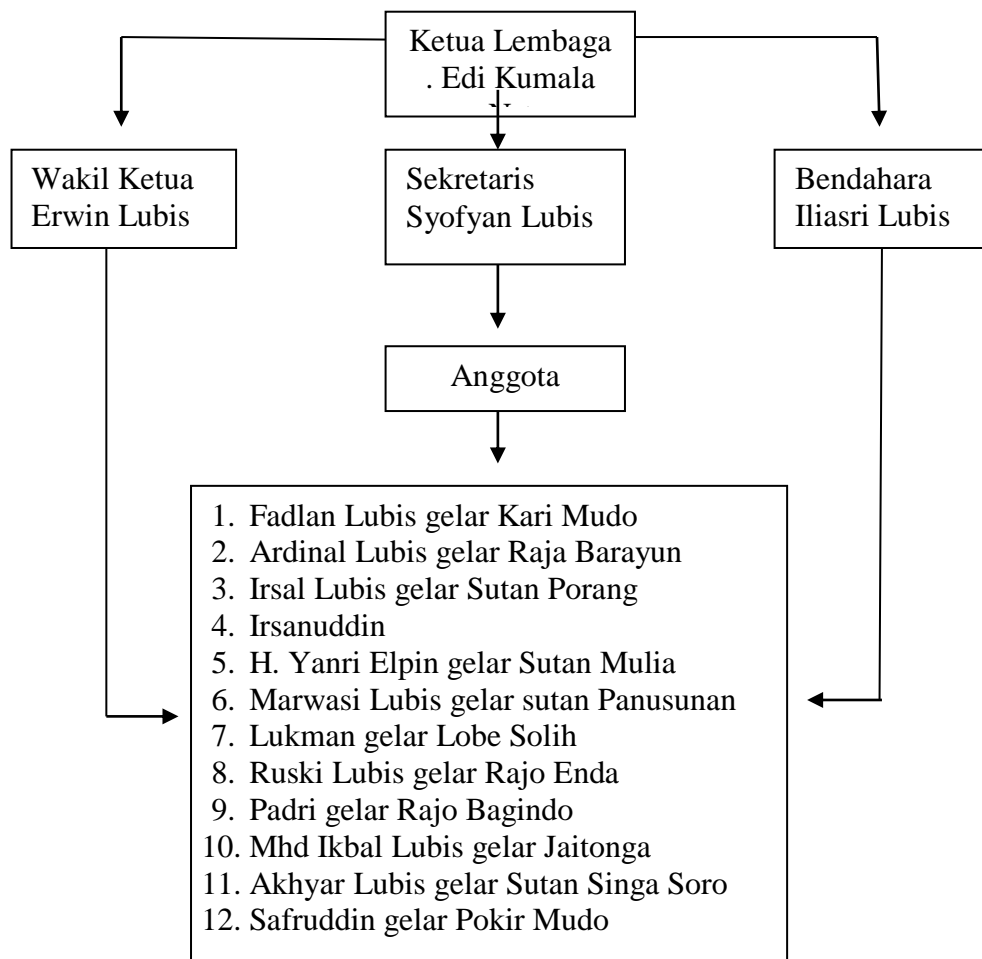 Ketua Lembaga
. Edi Kumala
Wakil Ketua
Erwin Lubis
Sekretaris
Syofyan Lubis
Bendahara
Iliasri Lubis
Anggota
1. Fadlan Lubis gelar Kari Mudo
2. Ardinal Lubis gelar Raja Barayun
3. Irsal Lubis gelar Sutan Porang
4. Irsanuddin
5. H. Yanri Elpin gelar Sutan Mulia
6. Marwasi Lubis gelar sutan Panusunan
7. Lukman gelar Lobe Solih
8. Ruski Lubis gelar Rajo Enda
9. Padri gelar Rajo Bagindo
10. Mhd Ikbal Lubis gelar Jaitonga
11. Akhyar Lubis gelar Sutan Singa Soro
12. Safruddin gelar Pokir Mudo